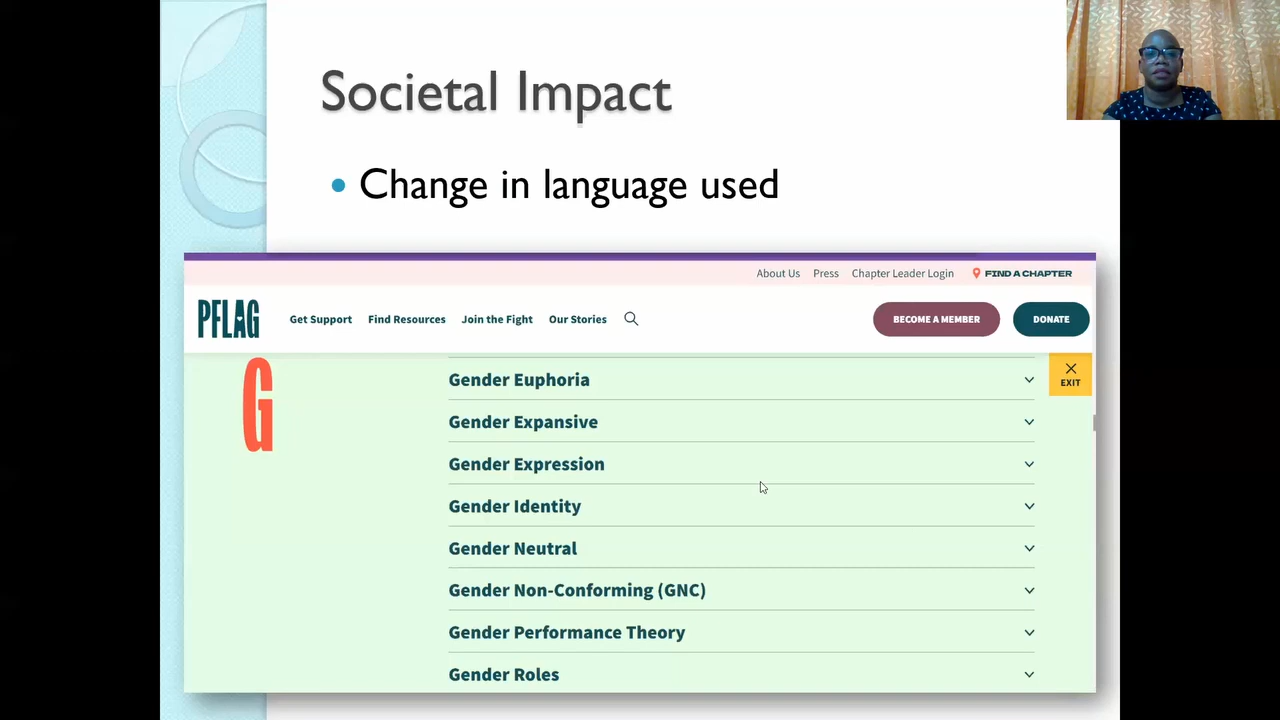 Societal Impact
Change in language used
About Us Press Chapter Leader Login FIND A CHAPTER
PFLAG Get Support Find Resources Join the Fight Our Stories BECOME A MEMBER DONATE
G
EXIT
Gender Euphoria
Gender Expansive
Gender Expression
Gender Identity
Gender Neutral
Gender Non-Conforming (GNC)
Gender Performance Theory
Gender Roles